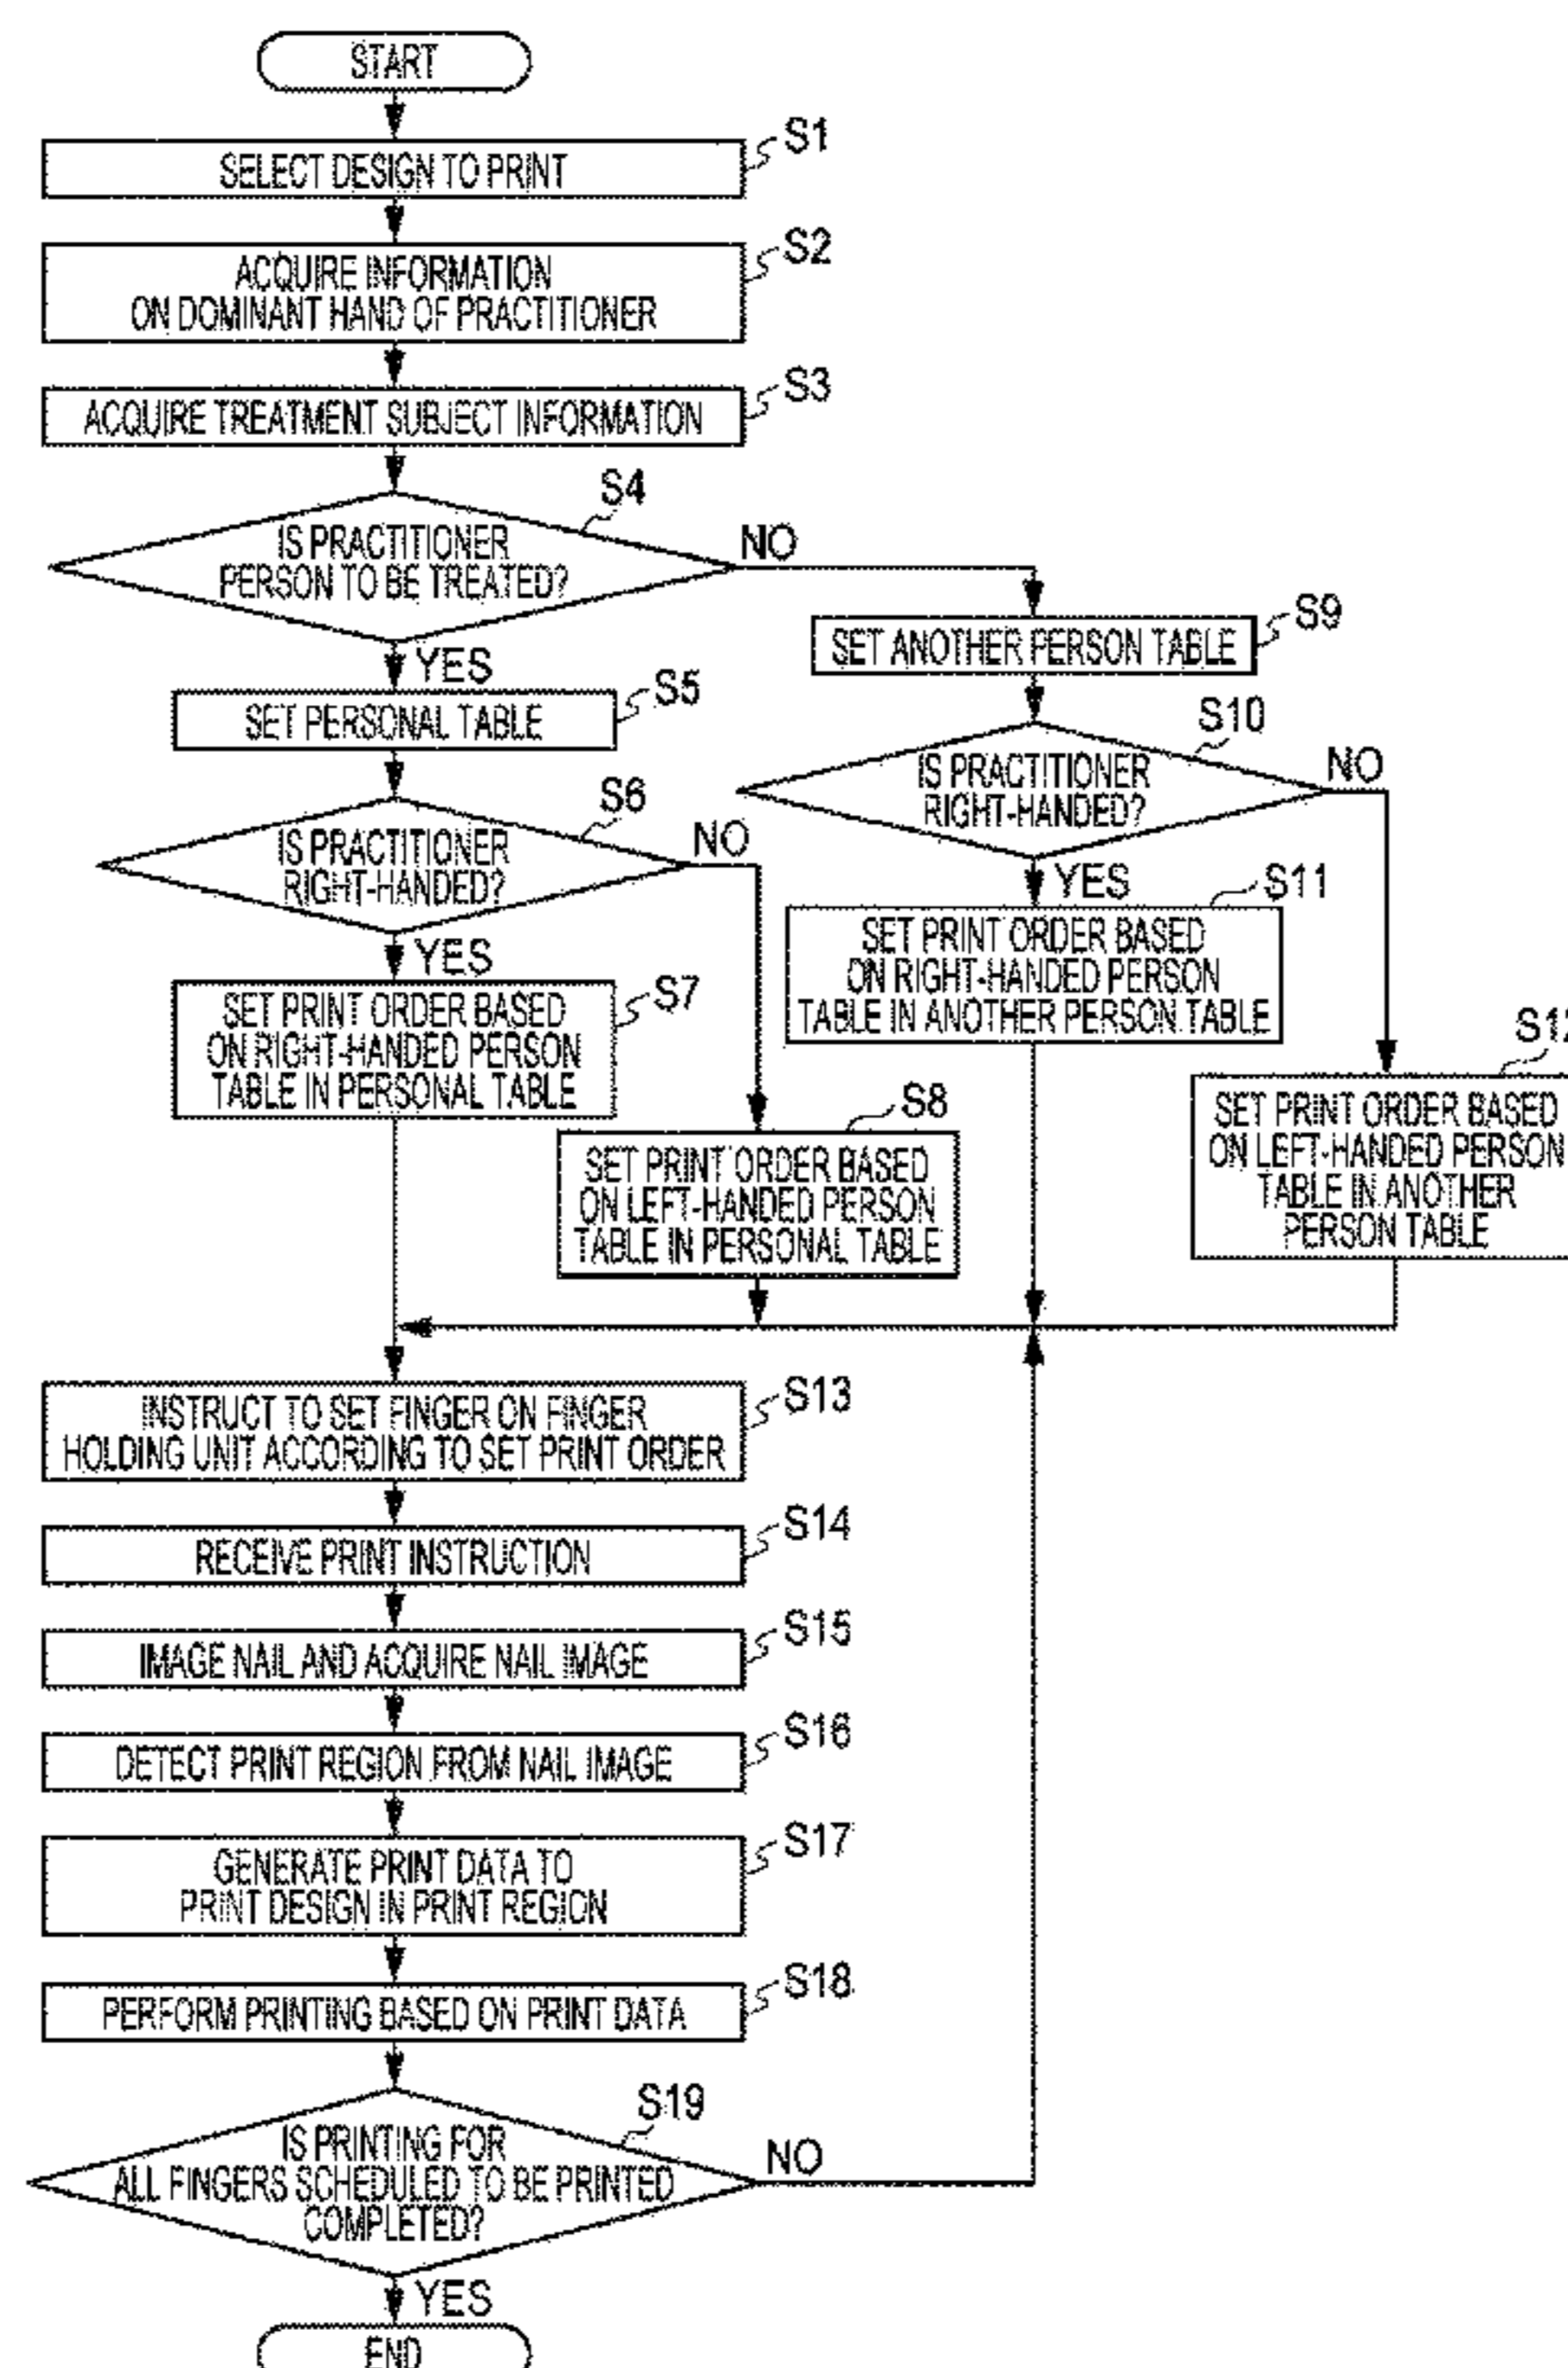 START
S1
SELECT DESIGN TO PRINT
S2
ACQUIRE INFORMATION
ON DOMINANT HAND OF PRACTITIONER
S3
ACQUIRE TREATMENT SUBJECT INFORMATION
S4
IS PRACTITIONER
PERSON TO BE TREATED?
NO
YES
S5
SET PERSONAL TABLE
S6
IS PRACTITIONER
RIGHT-HANDED?
NO
YES
S7
SET PRINT ORDER BASED
ON RIGHT-HANDED PERSON
TABLE IN PERSONAL TABLE
S8
SET PRINT ORDER BASED
ON LEFT-HANDED PERSON
TABLE IN PERSONAL TABLE
S9
SET ANOTHER PERSON TABLE
S10
IS PRACTITIONER
RIGHT-HANDED?
NO
YES
S11
SET PRINT ORDER BASED
ON RIGHT-HANDED PERSON
TABLE IN ANOTHER PERSON TABLE
S12
SET PRINT ORDER BASED
ON LEFT-HANDED PERSON
TABLE IN ANOTHER
PERSON TABLE
S13
INSTRUCT TO SET FINGER ON FINGER
HOLDING UNIT ACCORDING TO SET PRINT ORDER
S14
RECEIVE PRINT INSTRUCTION
S15
IMAGE NAIL AND ACQUIRE NAIL IMAGE
S16
DETECT PRINT REGION FROM NAIL IMAGE
S17
GENERATE PRINT DATA TO
PRINT DESIGN IN PRINT REGION
S18
PERFORM PRINTING BASED ON PRINT DATA
S19
IS PRINTING FOR
ALL FINGERS SCHEDULED TO BE PRINTED
COMPLETED?
NO
YES
END